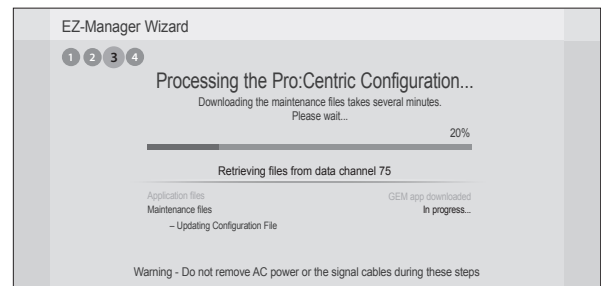 EZ-Manager Wizard
1 2 3 4
Processing the Pro:Centric Configuration...
Downloading the maintenance files takes several minutes.
Please wait...
20%
Retrieving files from data channel 75
Application files GEM app downloaded
Maintenance files In progress...
– Updating Configuration File
Warning - Do not remove AC power or the signal cables during these steps